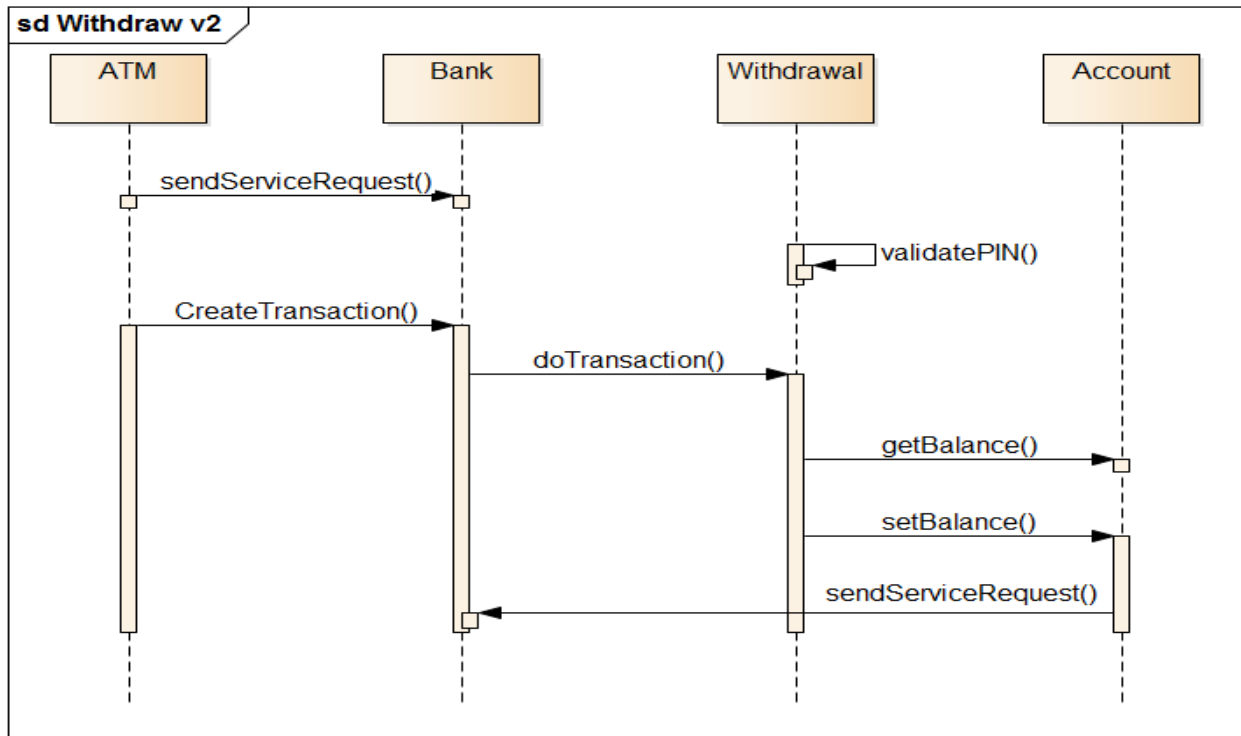 sd Withdraw v2
ATM
Bank
Withdrawal
Account
sendServiceRequest()
validatePIN()
CreateTransaction()
doTransaction()
getBalance()
setBalance()
sendServiceRequest()